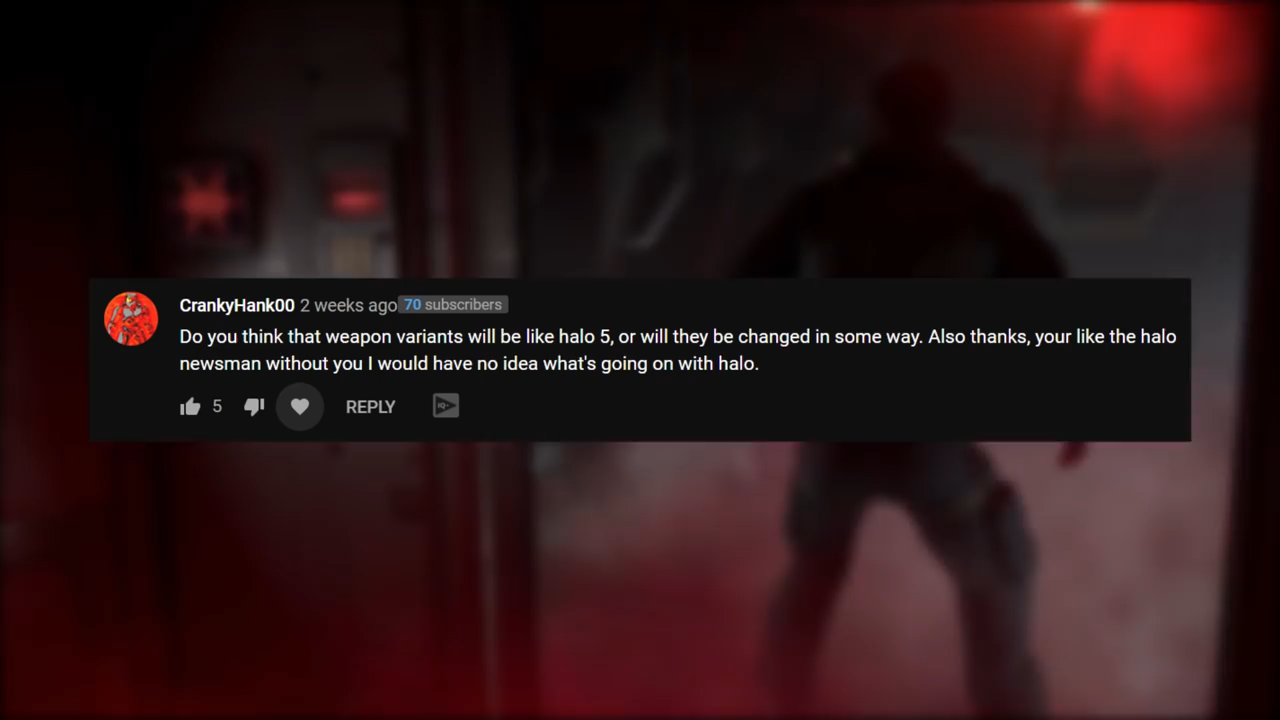 CrankyHank00 2 weeks ago 70 subscribers
Do you think that weapon variants will be like halo 5, or will they be changed in some way. Also thanks, your like the halo
newsman without you I would have no idea what's going on with halo.
5 REPLY